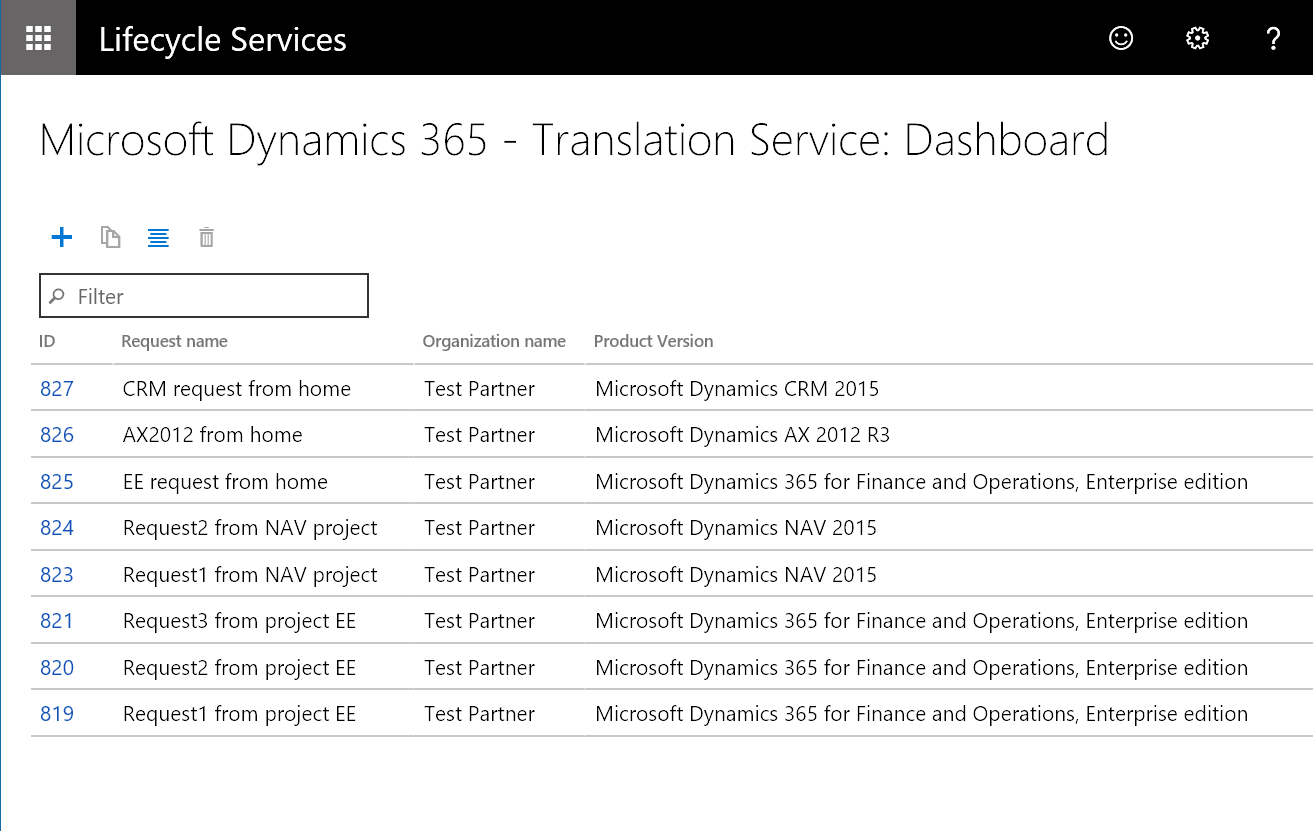 Lifecycle Services
?
Microsoft Dynamics 365 - Translation Service: Dashboard
Filter
ID Request name Organization name Product Version
827 CRM request from home Test Partner Microsoft Dynamics CRM 2015
826 AX2012 from home Test Partner Microsoft Dynamics AX 2012 R3
825 EE request from home Test Partner Microsoft Dynamics 365 for Finance and Operations, Enterprise edition
824 Request2 from NAV project Test Partner Microsoft Dynamics NAV 2015
823 Request1 from NAV project Test Partner Microsoft Dynamics NAV 2015
821 Request3 from project EE Test Partner Microsoft Dynamics 365 for Finance and Operations, Enterprise edition
820 Request2 from project EE Test Partner Microsoft Dynamics 365 for Finance and Operations, Enterprise edition
819 Request1 from project EE Test Partner Microsoft Dynamics 365 for Finance and Operations, Enterprise edition